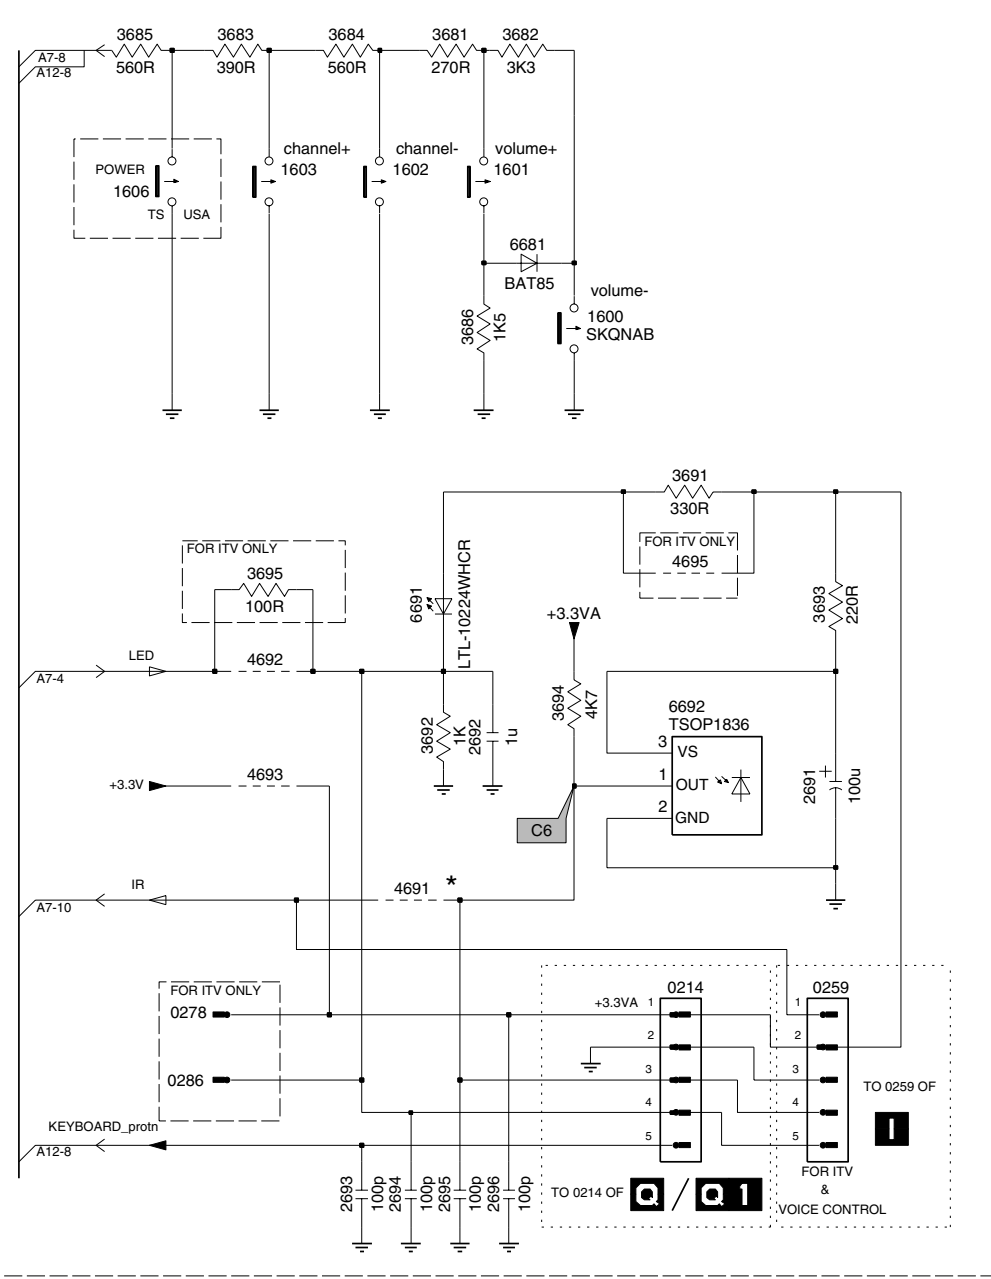 3685 3683 3684 3681 3682
A7-8
A12-8
560R 390R 560R 270R 3K3
POWER
1606
TS USA
channel+
1603
channel-
1602
volume+
1601
6681
BAT85
3686
1K5
volume-
1600
SKQNAB
3691
330R
FOR ITV ONLY
4695
FOR ITV ONLY
3695
100R
6691
LTL-10224WHCR
+3.3VA
3693
220R
LED
4692
A7-4
3692
1K
2692
1u
3694
4K7
6692
TSOP1836
3 VS
1 OUT
2 GND
2691
+
100u
+3.3V
4693
C6
IR
4691
*
A7-10
FOR ITV ONLY
0278
0286
0214
0259
+3.3VA
1
2
3
4
5
1
2
3
4
5
TO 0259 OF
I
KEYBOARD_protn
A12-8
2693
100p
2694
100p
2695
100p
2696
100p
TO 0214 OF Q / Q 1
FOR ITV
&
VOICE CONTROL